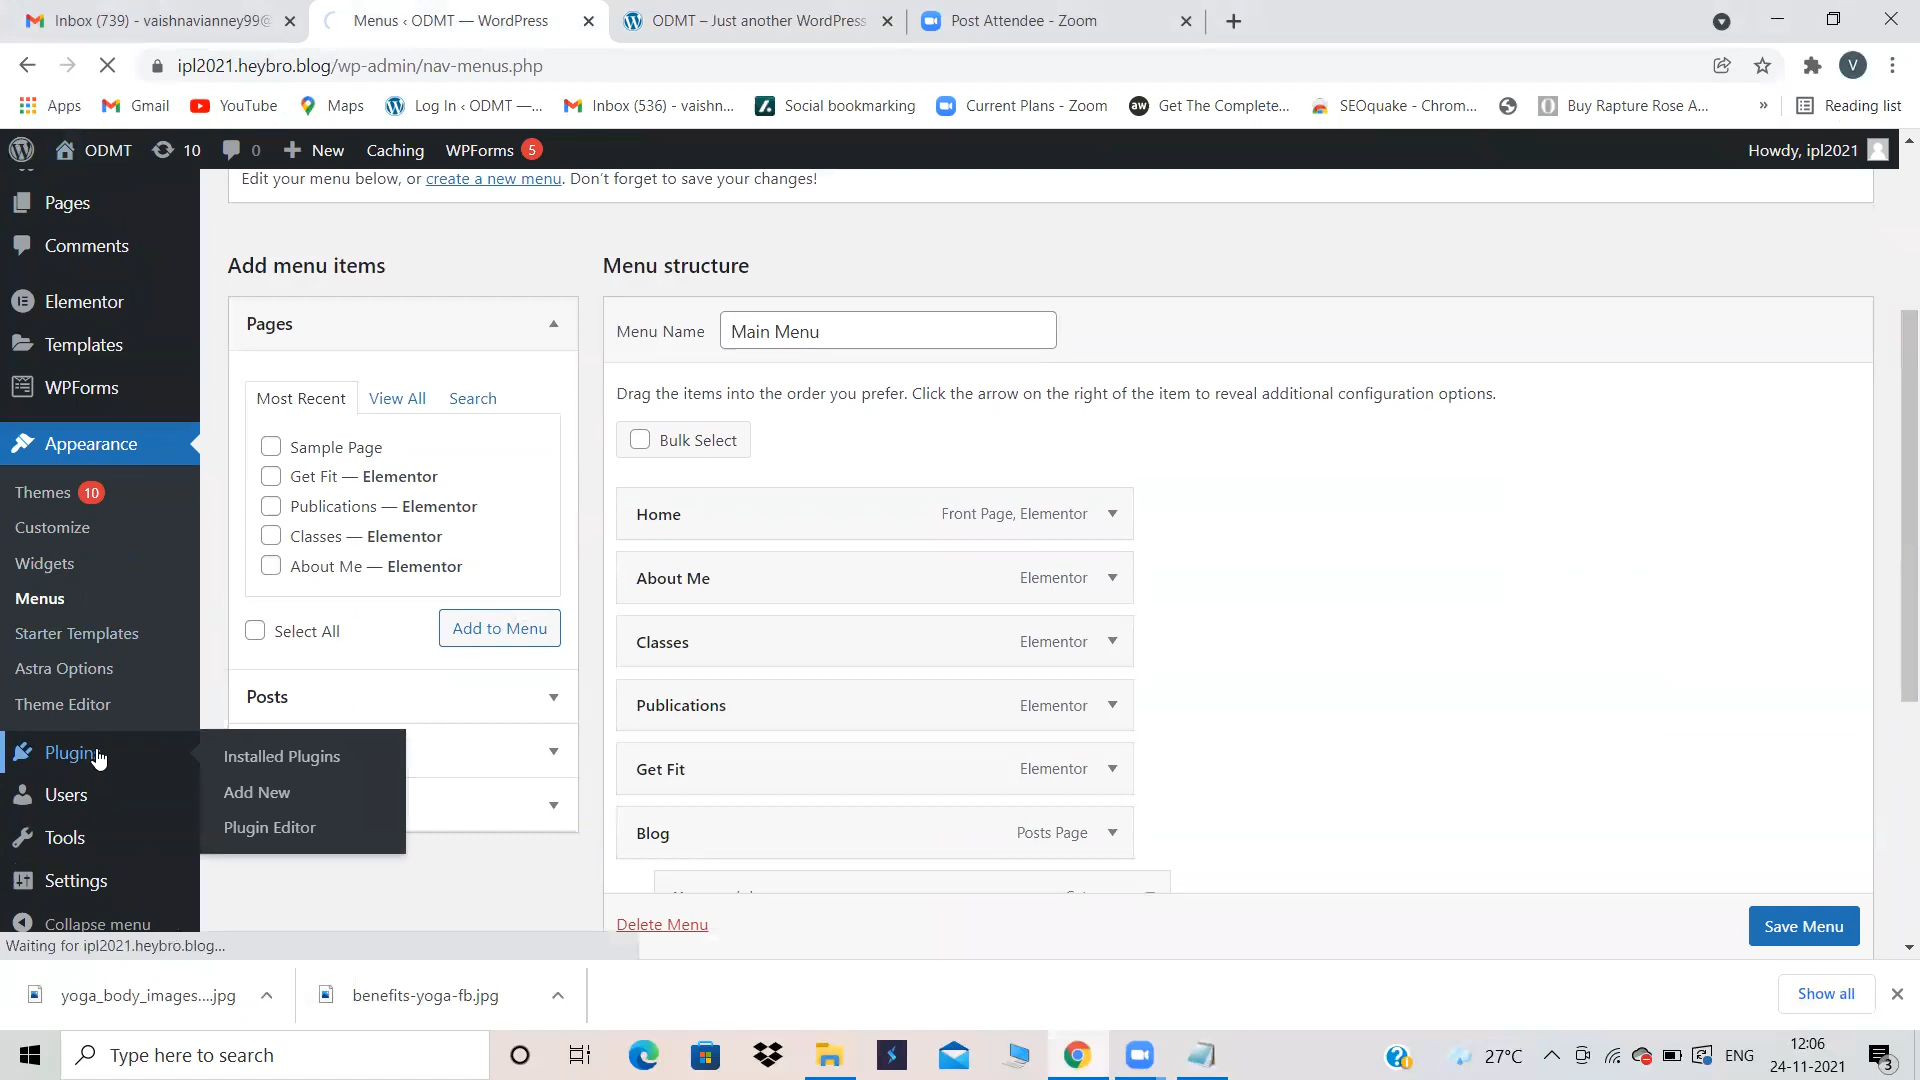 Inbox (739) - vaishnavianney99@
Menus ‹ ODMT — WordPress
ODMT – Just another WordPress
Post Attendee - Zoom
ipl2021.heybro.blog/wp-admin/nav-menus.php
V
Apps
Gmail
YouTube
Maps
Log In ‹ ODMT —...
Inbox (536) - vaishn...
Social bookmarking
Current Plans - Zoom
aw Get The Complete...
SEOquake - Chrom...
Buy Rapture Rose A...
»
Reading list
ODMT
10
0
New
Caching
WPForms 5
Howdy, ipl2021
Edit your menu below, or create a new menu. Don't forget to save your changes!
Pages
Comments
Elementor
Templates
WPForms
Appearance
Themes 10
Customize
Widgets
Menus
Starter Templates
Astra Options
Theme Editor
Plugin
Users
Tools
Settings
Collapse menu
Installed Plugins
Add New
Plugin Editor
Add menu items
Pages
Most Recent
View All
Search
Sample Page
Get Fit — Elementor
Publications — Elementor
Classes — Elementor
About Me — Elementor
Select All
Add to Menu
Posts
Menu structure
Menu Name
Main Menu
Drag the items into the order you prefer. Click the arrow on the right of the item to reveal additional configuration options.
Bulk Select
Home
Front Page, Elementor
About Me
Elementor
Classes
Elementor
Publications
Elementor
Get Fit
Elementor
Blog
Posts Page
Delete Menu
Save Menu
Waiting for ipl2021.heybro.blog...
yoga_body_images....jpg
benefits-yoga-fb.jpg
Show all
Type here to search
27°C
ENG
12:06
24-11-2021
3